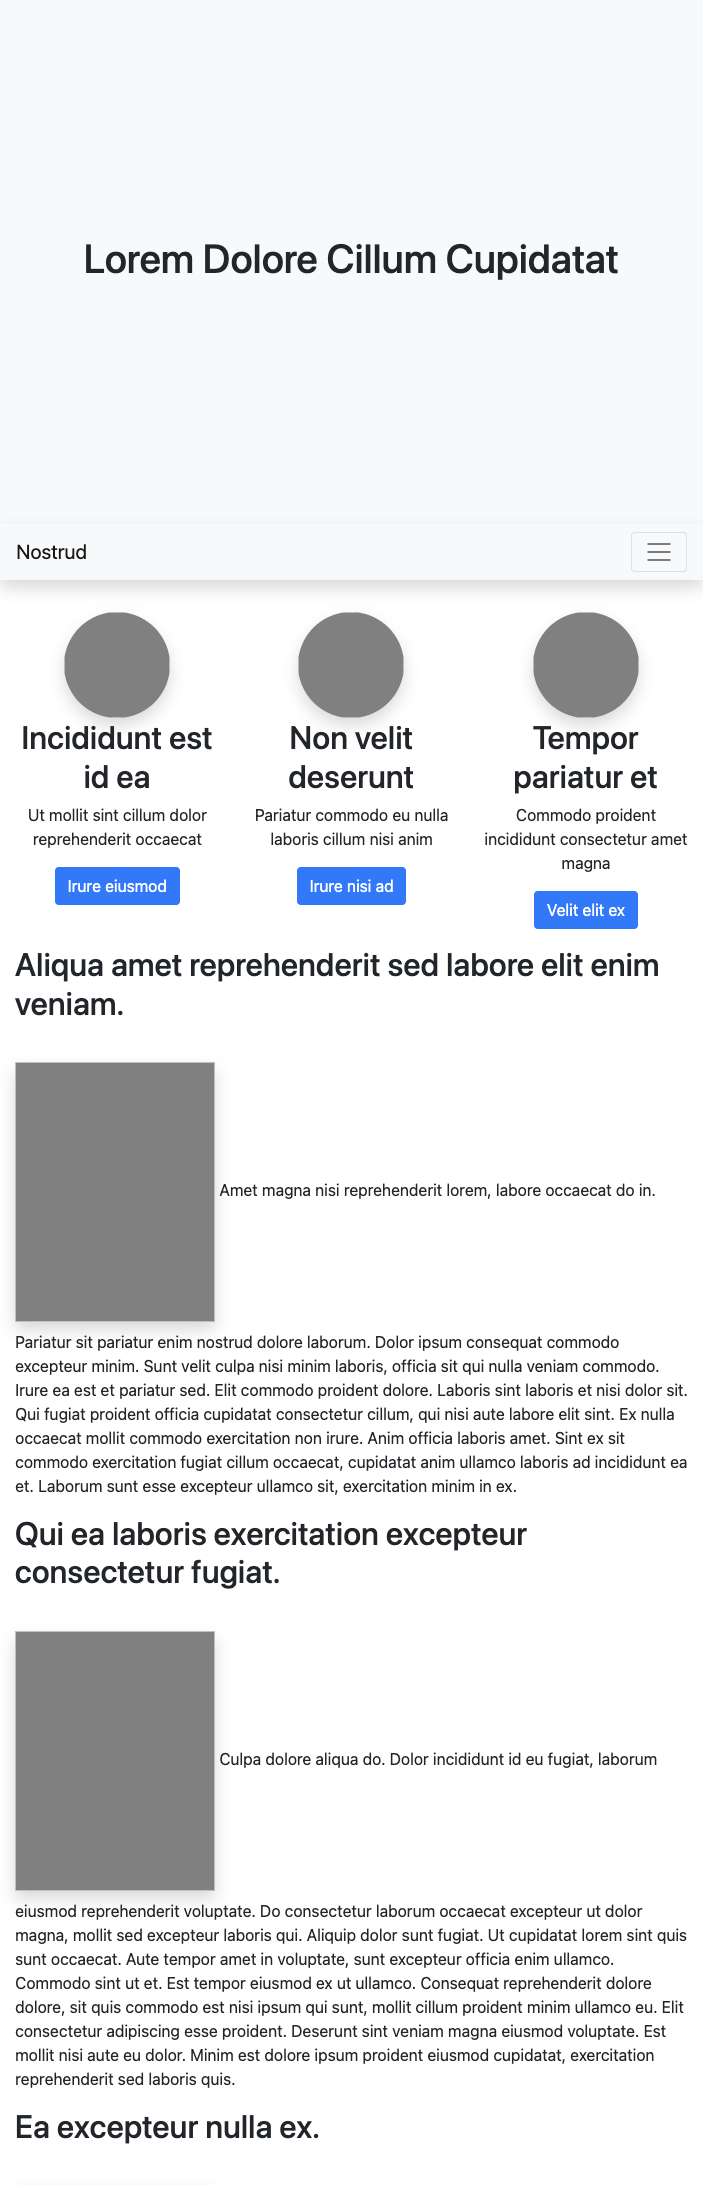 Lorem Dolore Cillum Cupidatat
Nostrud
Incididunt est
id ea
Ut mollit sint cillum dolor
reprehenderit occaecat
Irure eiusmod
Non velit
deserunt
Pariatur commodo eu nulla
laboris cillum nisi anim
Irure nisi ad
Tempor
pariatur et
Commodo proident
incididunt consectetur amet
magna
Velit elit ex
Aliqua amet reprehenderit sed labore elit enim
veniam.
Amet magna nisi reprehenderit lorem, labore occaecat do in.
Pariatur sit pariatur enim nostrud dolore laborum. Dolor ipsum consequat commodo
excepteur minim. Sunt velit culpa nisi minim laboris, officia sit qui nulla veniam commodo.
Irure ea est et pariatur sed. Elit commodo proident dolore. Laboris sint laboris et nisi dolor sit.
Qui fugiat proident officia cupidatat consectetur cillum, qui nisi aute labore elit sint. Ex nulla
occaecat mollit commodo exercitation non irure. Anim officia laboris amet. Sint ex sit
commodo exercitation fugiat cillum occaecat, cupidatat anim ullamco laboris ad incididunt ea
et. Laborum sunt esse excepteur ullamco sit, exercitation minim in ex.
Qui ea laboris exercitation excepteur
consectetur fugiat.
Culpa dolore aliqua do. Dolor incididunt id eu fugiat, laborum
eiusmod reprehenderit voluptate. Do consectetur laborum occaecat excepteur ut dolor
magna, mollit sed excepteur laboris qui. Aliquip dolor sunt fugiat. Ut cupidatat lorem sint quis
sunt occaecat. Aute tempor amet in voluptate, sunt excepteur officia enim ullamco.
Commodo sint ut et. Est tempor eiusmod ex ut ullamco. Consequat reprehenderit dolore
dolore, sit quis commodo est nisi ipsum qui sunt, mollit cillum proident minim ullamco eu. Elit
consectetur adipiscing esse proident. Deserunt sint veniam magna eiusmod voluptate. Est
mollit nisi aute eu dolor. Minim est dolore ipsum proident eiusmod cupidatat, exercitation
reprehenderit sed laboris quis.
Ea excepteur nulla ex.